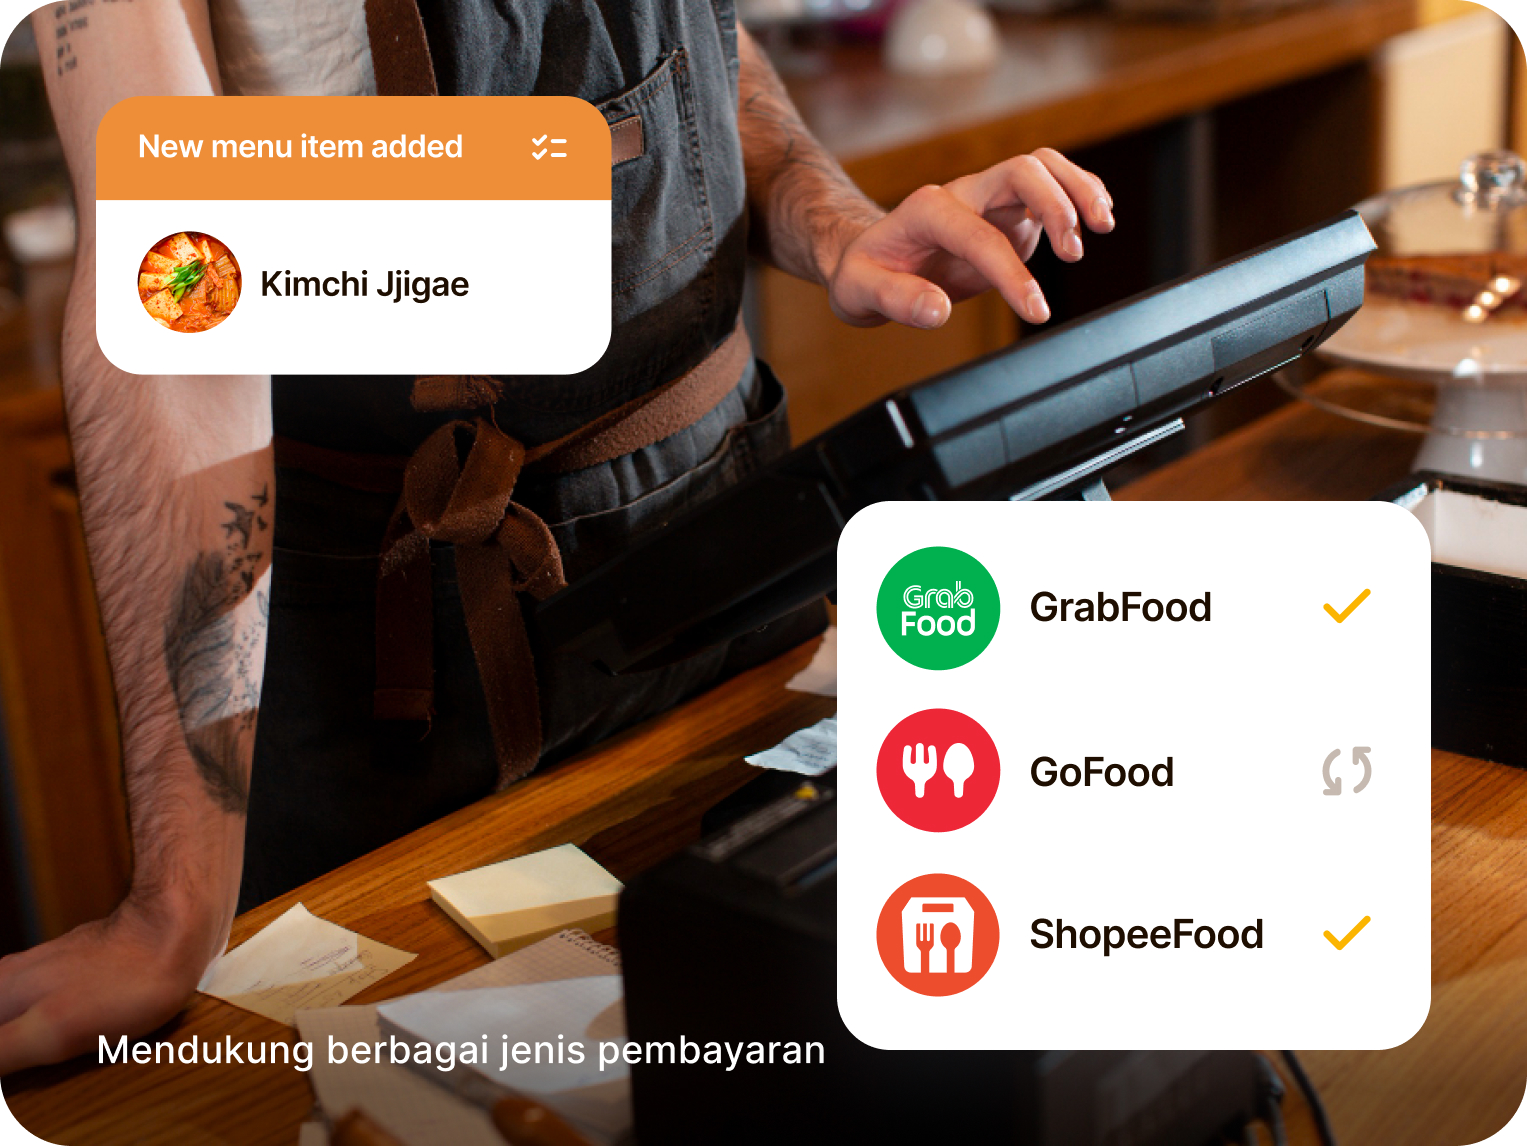 New menu item added
Kimchi Jjigae
Grab
Food
GrabFood
GoFood
ShopeeFood
Mendukung berbagai jenis pembayaran